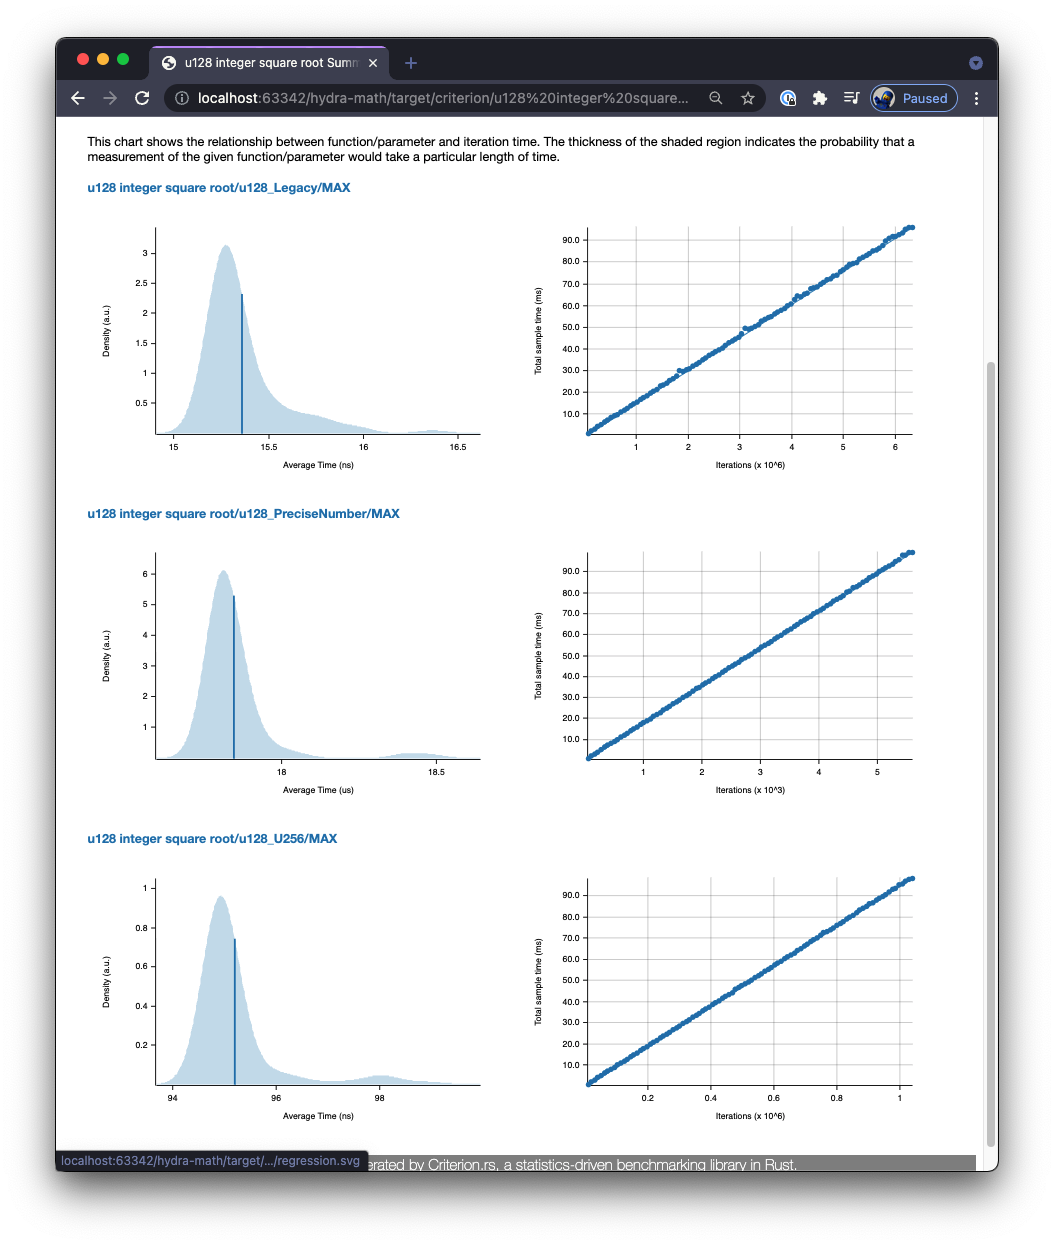 u128 integer square root Summ
localhost:63342/hydra-math/target/criterion/u128%20integer%20square...
Paused
This chart shows the relationship between function/parameter and iteration time. The thickness of the shaded region indicates the probability that a
measurement of the given function/parameter would take a particular length of time.
u128 integer square root/u128_Legacy/MAX
3
2.5
2
1.5
1
0.5
Density (a.u.)
15 15.5 16 16.5
Average Time (ns)
90.0
80.0
70.0
60.0
50.0
40.0
30.0
20.0
10.0
Total sample time (ms)
1 2 3 4 5 6
Iterations (x 10^6)
u128 integer square root/u128_PreciseNumber/MAX
6
5
4
3
2
1
Density (a.u.)
18 18.5
Average Time (us)
90.0
80.0
70.0
60.0
50.0
40.0
30.0
20.0
10.0
Total sample time (ms)
1 2 3 4 5
Iterations (x 10^3)
u128 integer square root/u128_U256/MAX
1
0.8
0.6
0.4
0.2
Density (a.u.)
94 96 98
Average Time (ns)
90.0
80.0
70.0
60.0
50.0
40.0
30.0
20.0
10.0
Total sample time (ms)
0.2 0.4 0.6 0.8 1
Iterations (x 10^6)
localhost:63342/hydra-math/target/.../regression.svg
erated by Criterion.rs, a statistics-driven benchmarking library in Rust.